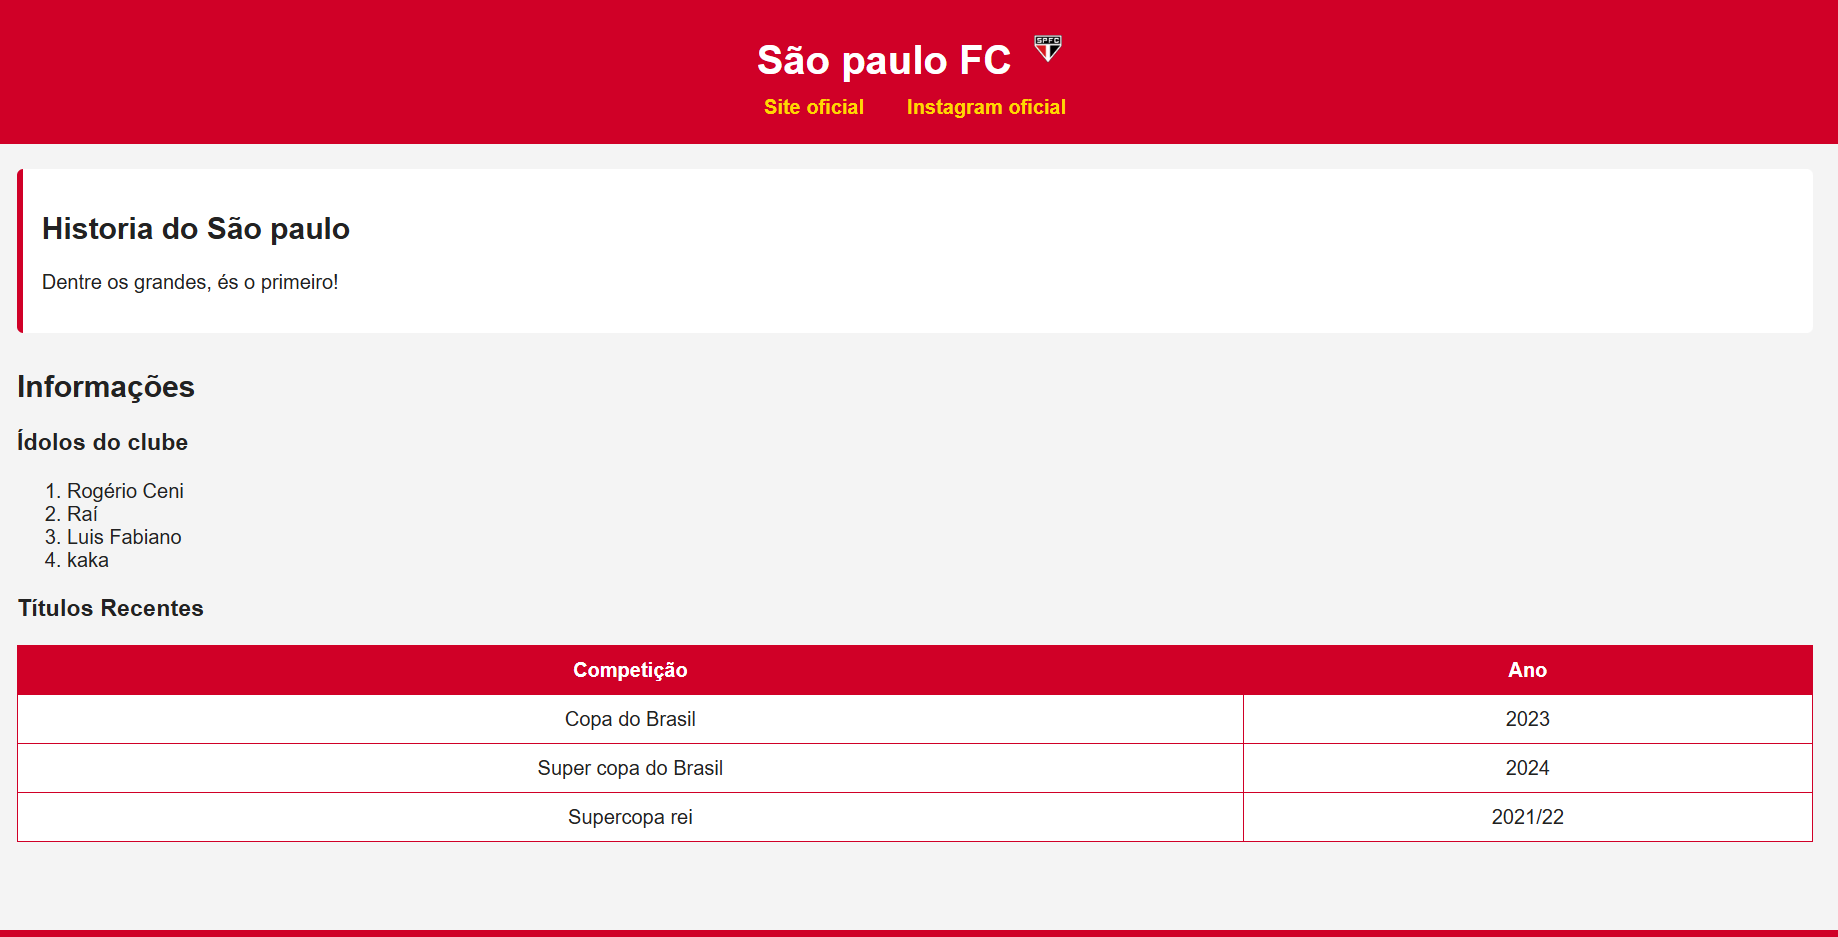 São paulo FC
SPFC
Site oficial Instagram oficial
Historia do São paulo
Dentre os grandes, és o primeiro!
Informações
Ídolos do clube
1. Rogério Ceni
2. Raí
3. Luis Fabiano
4. kaka
Títulos Recentes
Competição Ano
Copa do Brasil 2023
Super copa do Brasil 2024
Supercopa rei 2021/22